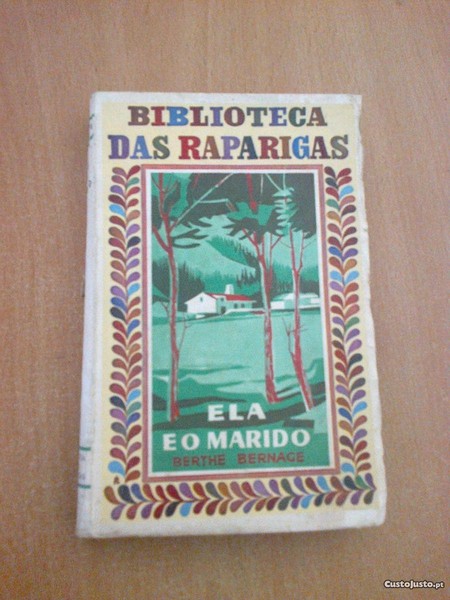 BIBLIOTECA
DAS RAPARIGAS
ELA
E O MARIDO
BERTHE BERNAGE
CustoJusto.pt